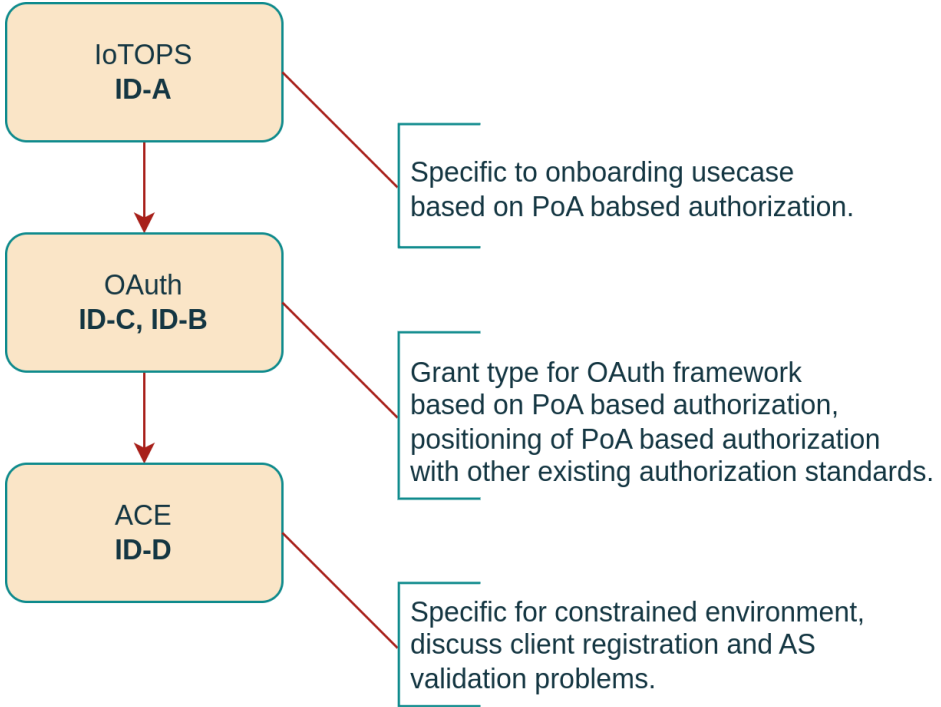 IoTOPS
ID-A
Specific to onboarding usecase
based on PoA babsed authorization.
OAuth
ID-C, ID-B
Grant type for OAuth framework
based on PoA based authorization,
positioning of PoA based authorization
with other existing authorization standards.
ACE
ID-D
Specific for constrained environment,
discuss client registration and AS
validation problems.